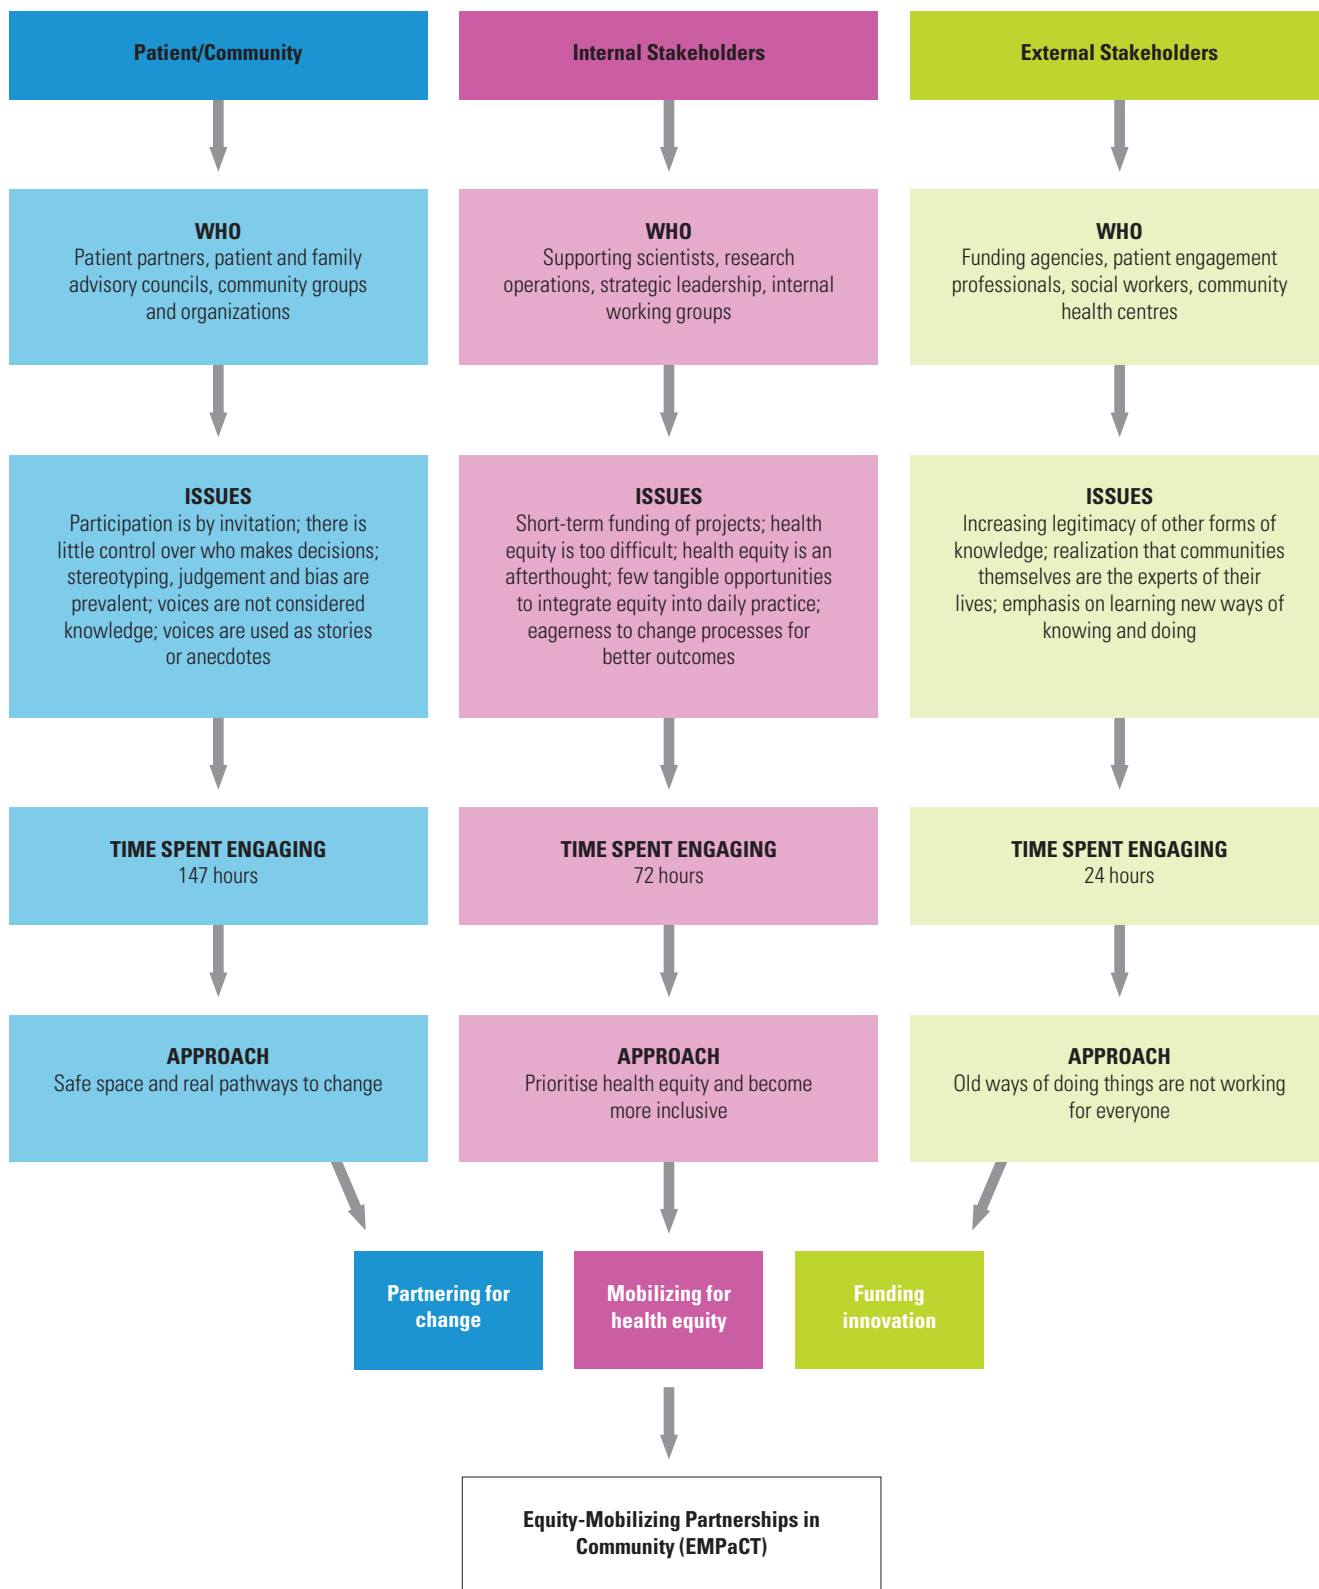 Patient/Community
Internal Stakeholders
External Stakeholders
WHO
Patient partners, patient and family
advisory councils, community groups
and organizations
WHO
Supporting scientists, research
operations, strategic leadership, internal
working groups
WHO
Funding agencies, patient engagement
professionals, social workers, community
health centres
ISSUES
Participation is by invitation; there is
little control over who makes decisions;
stereotyping, judgement and bias are
prevalent; voices are not considered
knowledge; voices are used as stories
or anecdotes
ISSUES
Short-term funding of projects; health
equity is too difficult; health equity is an
afterthought; few tangible opportunities
to integrate equity into daily practice;
eagerness to change processes for
better outcomes
ISSUES
Increasing legitimacy of other forms of
knowledge; realization that communities
themselves are the experts of their
lives; emphasis on learning new ways of
knowing and doing
TIME SPENT ENGAGING
147 hours
TIME SPENT ENGAGING
72 hours
TIME SPENT ENGAGING
24 hours
APPROACH
Safe space and real pathways to change
APPROACH
Prioritise health equity and become
more inclusive
APPROACH
Old ways of doing things are not working
for everyone
Partnering for
change
Mobilizing for
health equity
Funding
innovation
Equity-Mobilizing Partnerships in
Community (EMPaCT)